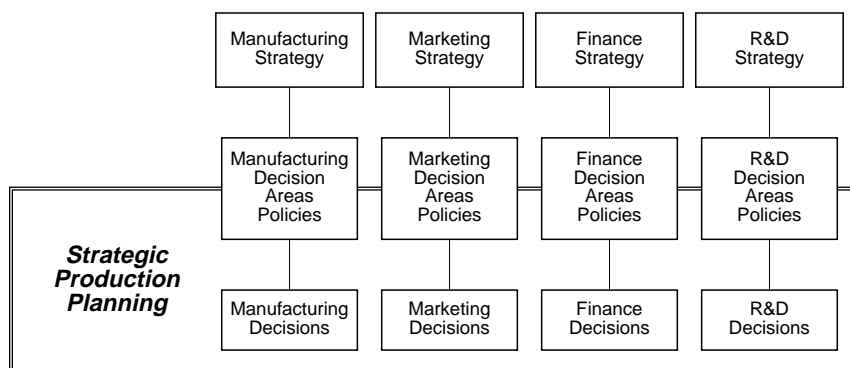 Manufacturing
Strategy
Marketing
Strategy
Finance
Strategy
R&D
Strategy
Manufacturing
Decision
Areas
Policies
Marketing
Decision
Areas
Policies
Finance
Decision
Areas
Policies
R&D
Decision
Areas
Policies
Strategic
Production
Planning
Manufacturing
Decisions
Marketing
Decisions
Finance
Decisions
R&D
Decisions